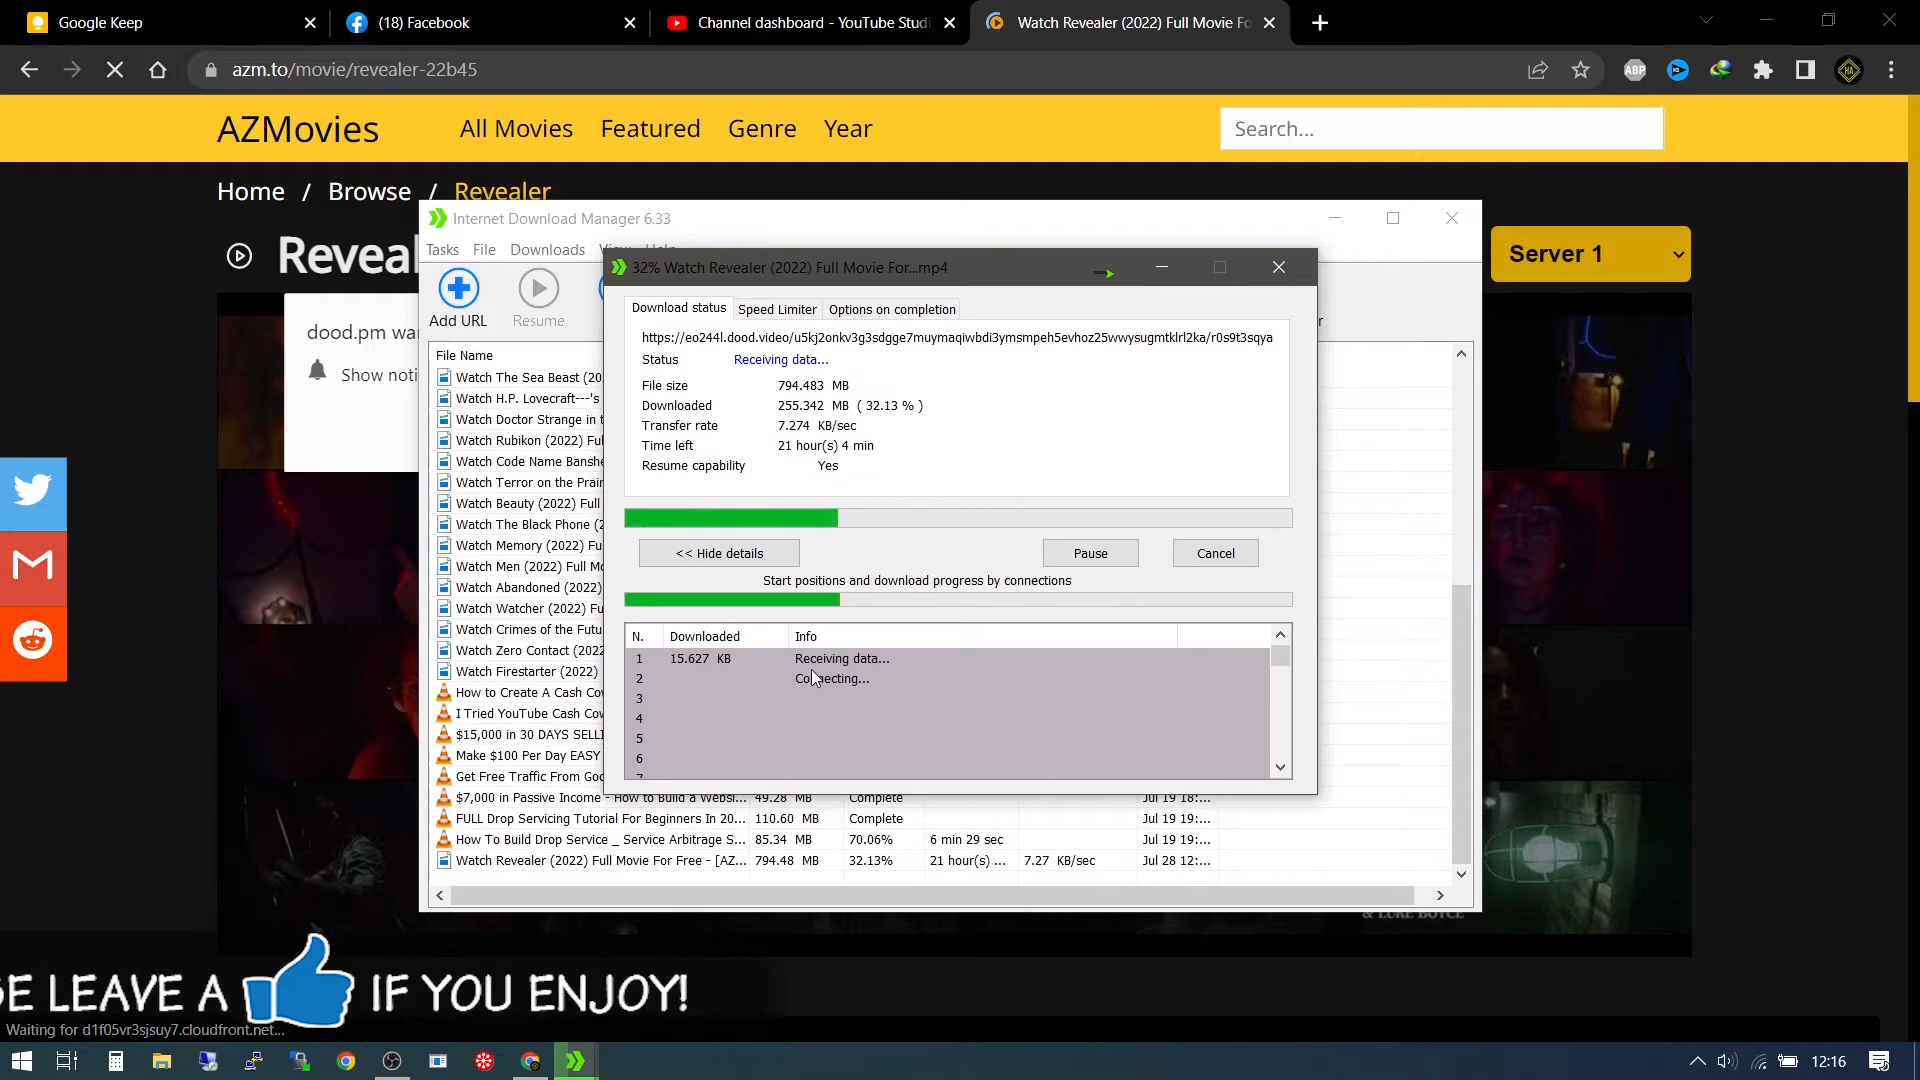 Google Keep
(18) Facebook
Channel dashboard - YouTube Studi
Watch Revealer (2022) Full Movie Fo
azm.to/movie/revealer-22b45
ABP
AZMovies
All Movies
Featured
Genre
Year
Search...
Home / Browse / Revealer
Reveal
Server 1
dood.pm wan
Show noti
Internet Download Manager 6.33
Tasks File Downloads View Help
Add URL
Resume
File Name
Watch The Sea Beast (20
Watch H.P. Lovecraft---'s
Watch Doctor Strange in t
Watch Rubikon (2022) Ful
Watch Code Name Banshe
Watch Terror on the Prair
Watch Beauty (2022) Full
Watch The Black Phone (2
Watch Memory (2022) Fu
Watch Men (2022) Full Mo
Watch Abandoned (2022)
Watch Watcher (2022) Fu
Watch Crimes of the Futu
Watch Zero Contact (2022
Watch Firestarter (2022)
How to Create A Cash Cov
I Tried YouTube Cash Cov
$15,000 in 30 DAYS SELLI
Make $100 Per Day EASY
Get Free Traffic From Goo
$7,000 in Passive Income - How to Build a Websi... 49.28 MB Complete Jul 19 18:...
FULL Drop Servicing Tutorial For Beginners In 20... 110.60 MB Complete Jul 19 19:...
How To Build Drop Service _ Service Arbitrage S... 85.34 MB 70.06% 6 min 29 sec Jul 19 19:...
Watch Revealer (2022) Full Movie For Free - [AZ... 794.48 MB 32.13% 21 hour(s) ... 7.27 KB/sec Jul 28 12:...
32% Watch Revealer (2022) Full Movie For...mp4
Download status
Speed Limiter
Options on completion
https://eo244l.dood.video/u5kj2onkv3g3sdgge7muymaqiwbdi3ymsmpeh5evhoz25wwysugmtklrl2ka/r0s9t3sqya
Status Receiving data...
File size 794.483 MB
Downloaded 255.342 MB ( 32.13 % )
Transfer rate 7.274 KB/sec
Time left 21 hour(s) 4 min
Resume capability Yes
<< Hide details
Pause
Cancel
Start positions and download progress by connections
N. Downloaded Info
1 15.627 KB Receiving data...
2 Connecting...
3
4
5
6
& LUKE BOYCE
GE LEAVE A IF YOU ENJOY!
Waiting for d1f05vr3sjsuy7.cloudfront.net...
12:16